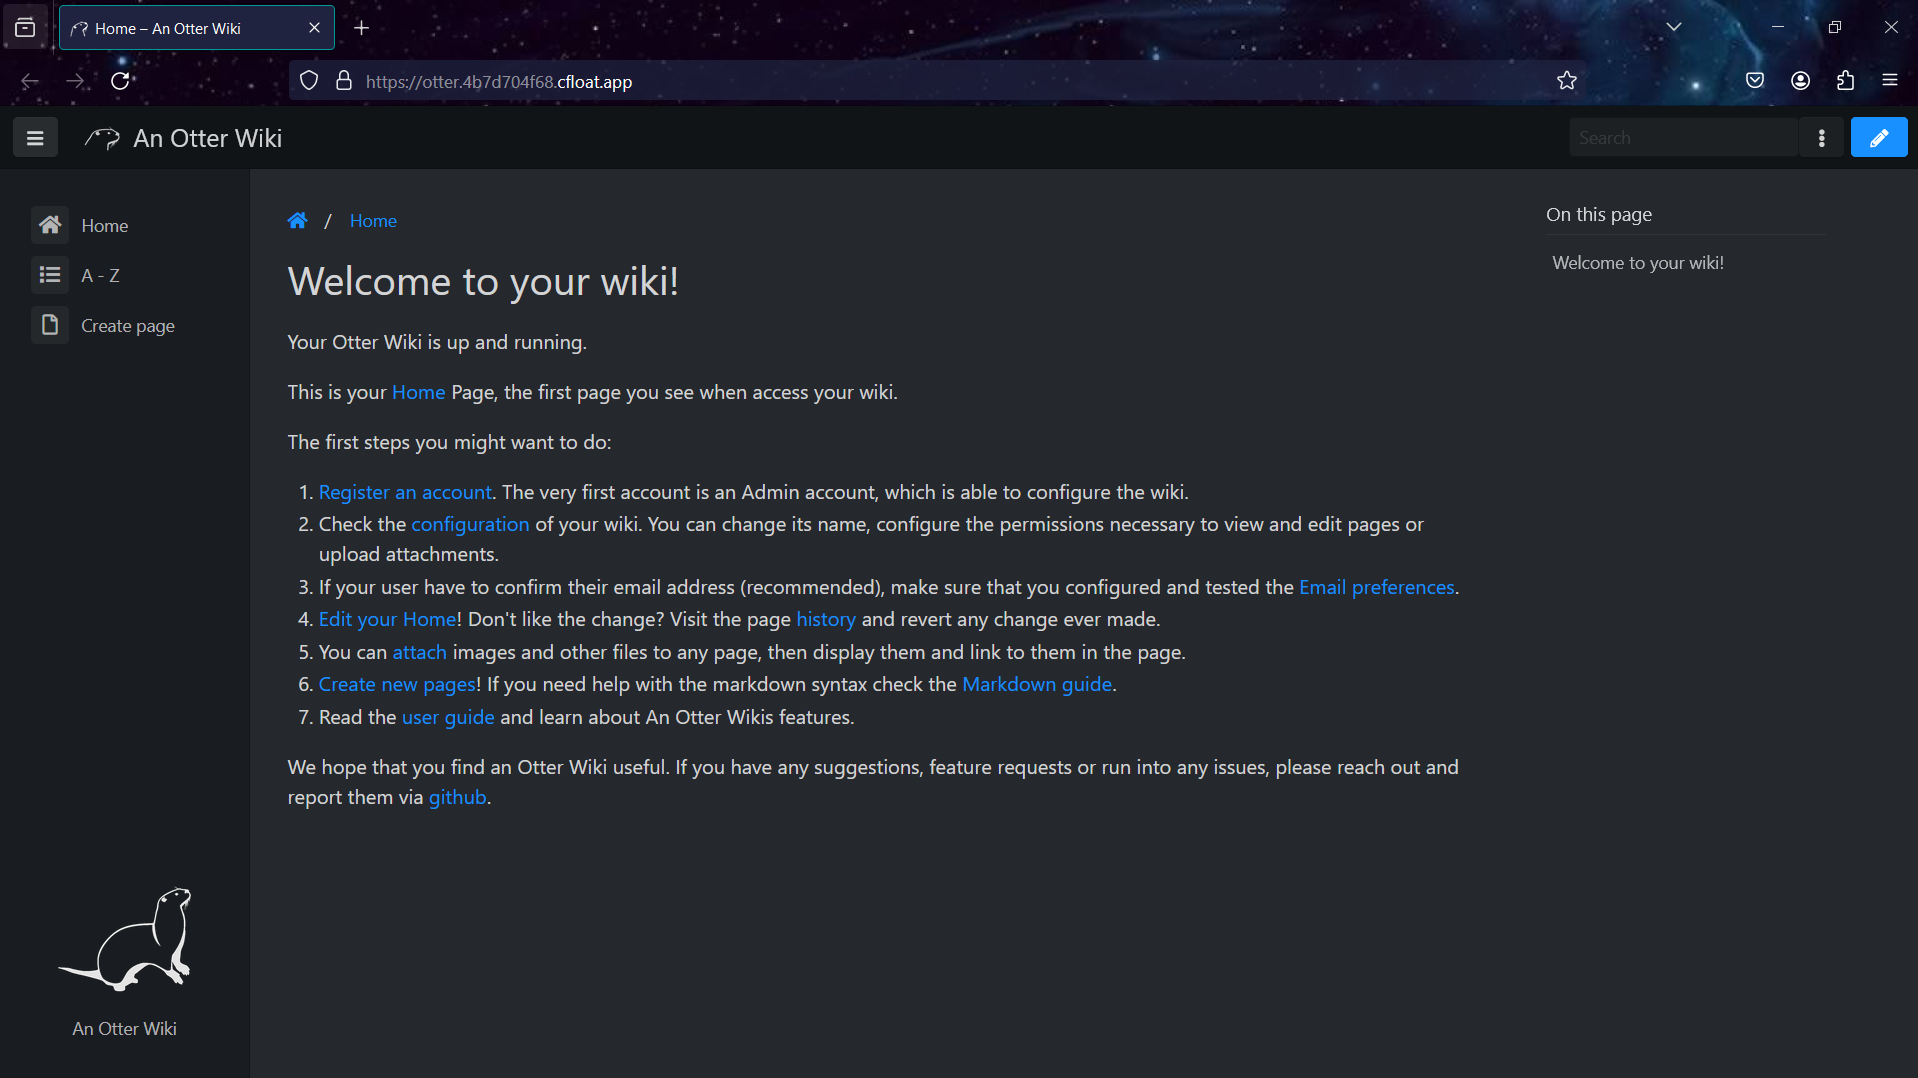 Home – An Otter Wiki
https://otter.4b7d704f68.cfloat.app
An Otter Wiki
Search
Home
A - Z
Create page
/ Home
Welcome to your wiki!
Your Otter Wiki is up and running.
This is your Home Page, the first page you see when access your wiki.
The first steps you might want to do:
1. Register an account. The very first account is an Admin account, which is able to configure the wiki.
2. Check the configuration of your wiki. You can change its name, configure the permissions necessary to view and edit pages or
upload attachments.
3. If your user have to confirm their email address (recommended), make sure that you configured and tested the Email preferences.
4. Edit your Home! Don't like the change? Visit the page history and revert any change ever made.
5. You can attach images and other files to any page, then display them and link to them in the page.
6. Create new pages! If you need help with the markdown syntax check the Markdown guide.
7. Read the user guide and learn about An Otter Wikis features.
We hope that you find an Otter Wiki useful. If you have any suggestions, feature requests or run into any issues, please reach out and
report them via github.
On this page
Welcome to your wiki!
An Otter Wiki